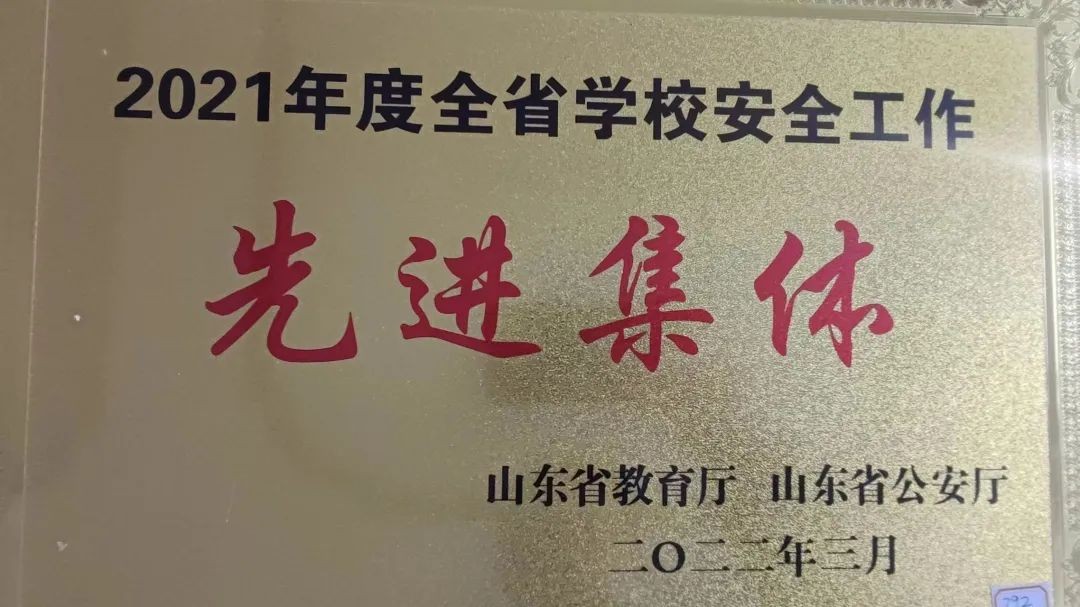 2021年度全省学校安全工作
先进集体
山东省教育厅 山东省公安厅
二〇二二年三月
292